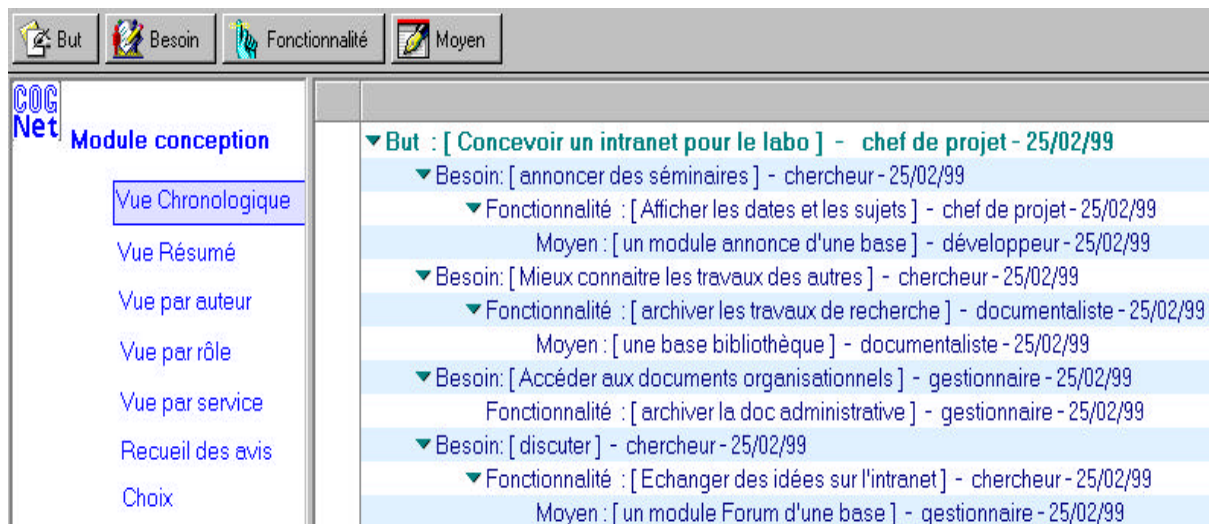 But Besoin Fonctionnalité Moyen
COG
Net
Module conception
Vue Chronologique
Vue Résumé
Vue par auteur
Vue par rôle
Vue par service
Recueil des avis
Choix
But : [ Concevoir un intranet pour le labo ] - chef de projet - 25/02/99
Besoin: [ annoncer des séminaires ] - chercheur - 25/02/99
Fonctionnalité : [ Afficher les dates et les sujets ] - chef de projet - 25/02/99
Moyen : [ un module annonce d'une base ] - développeur - 25/02/99
Besoin: [ Mieux connaitre les travaux des autres ] - chercheur - 25/02/99
Fonctionnalité : [ archiver les travaux de recherche ] - documentaliste - 25/02/99
Moyen : [ une base bibliothèque ] - documentaliste - 25/02/99
Besoin: [ Accéder aux documents organisationnels ] - gestionnaire - 25/02/99
Fonctionnalité : [ archiver la doc administrative ] - gestionnaire - 25/02/99
Besoin: [ discuter ] - chercheur - 25/02/99
Fonctionnalité : [ Echanger des idées sur l'intranet ] - chercheur - 25/02/99
Moyen : [ un module Forum d'une base ] - gestionnaire - 25/02/99